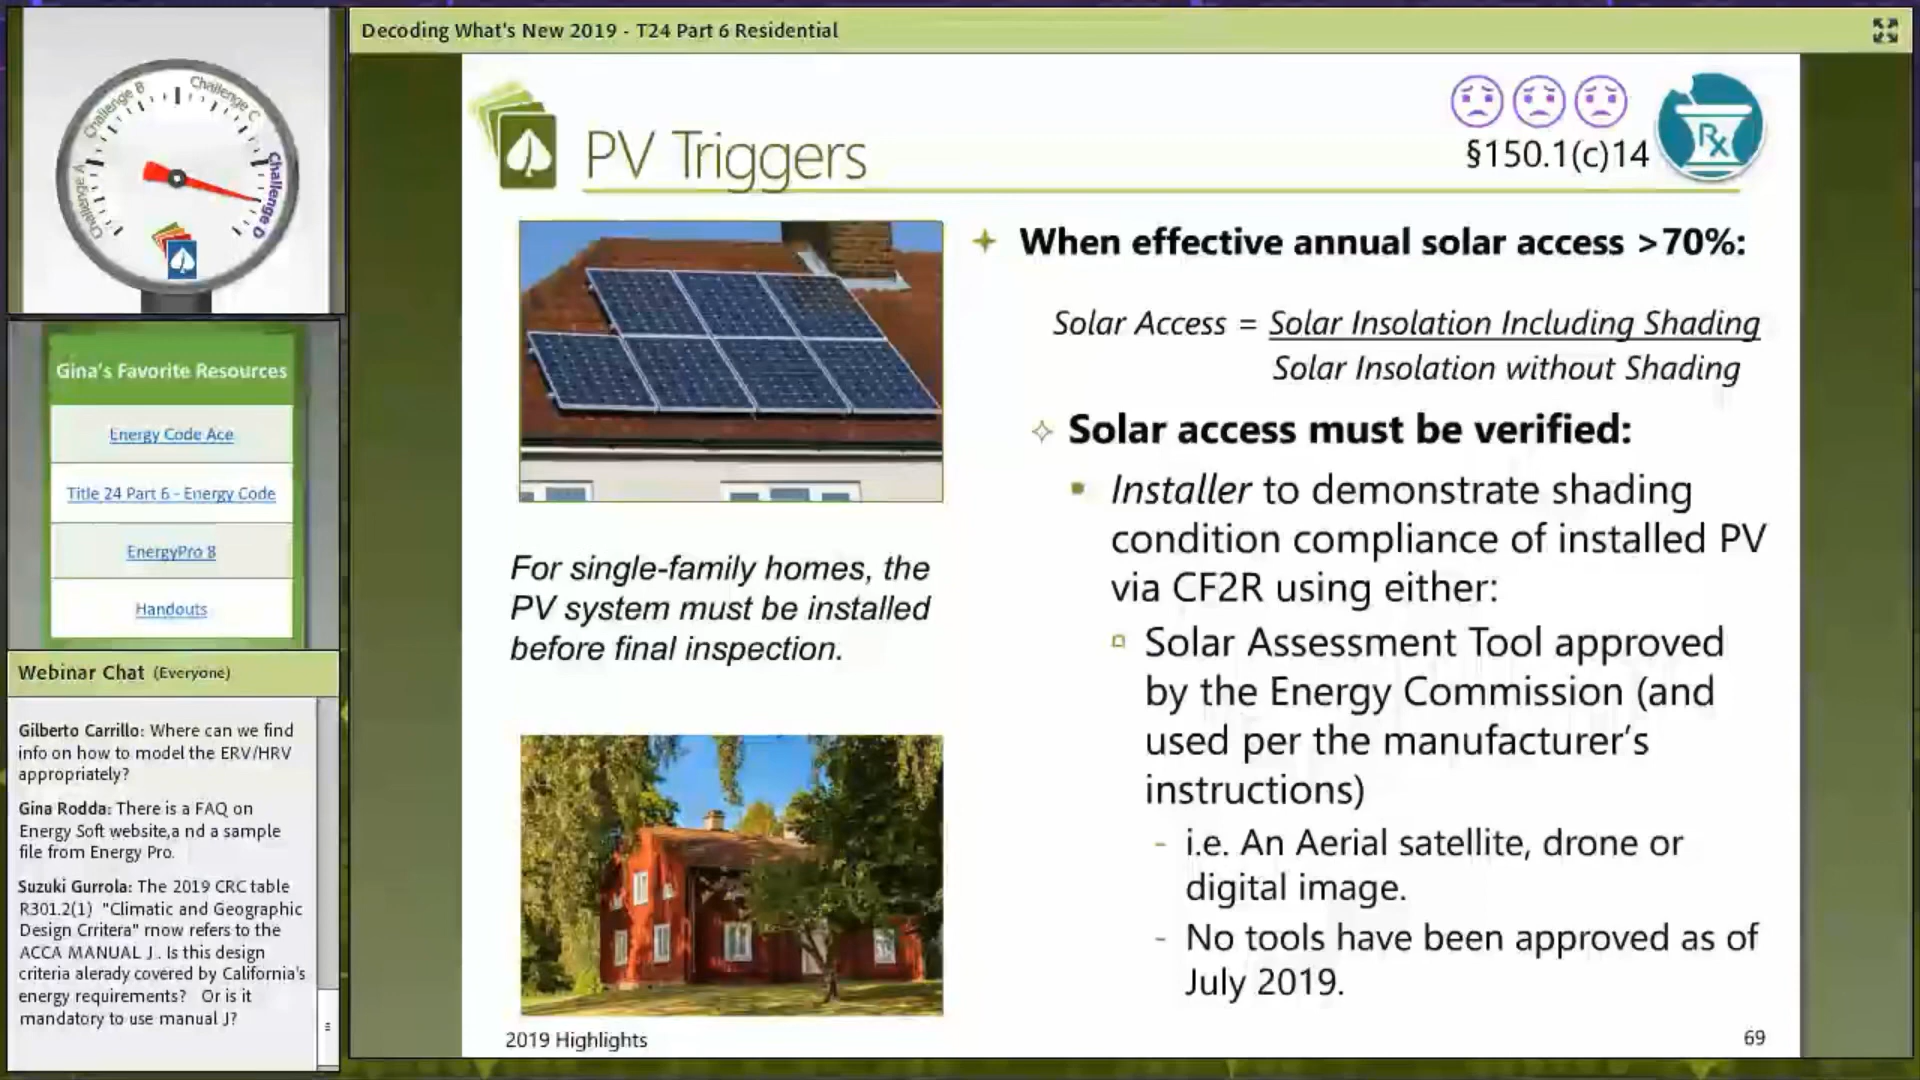 Decoding What's New 2019 - T24 Part 6 Residential
Challenge A
Challenge B
Challenge C
Challenge D
Gina's Favorite Resources
Energy Code Ace
Title 24 Part 6 - Energy Code
EnergyPro 8
Handouts
Webinar Chat (Everyone)
Gilberto Carrillo: Where can we find
info on how to model the ERV/HRV
appropriately?
Gina Rodda: There is a FAQ on
Energy Soft website,a nd a sample
file from Energy Pro.
Suzuki Gurrola: The 2019 CRC table
R301.2(1) "Climatic and Geographic
Design Crritera" mow refers to the
ACCA MANUAL J.. Is this design
criteria alerady covered by California's
energy requirements? Or is it
mandatory to use manual J?
PV Triggers
§150.1(c)14
Rx
For single-family homes, the
PV system must be installed
before final inspection.
When effective annual solar access >70%:
Solar Access = Solar Insolation Including Shading
Solar Insolation without Shading
Solar access must be verified:
Installer to demonstrate shading
condition compliance of installed PV
via CF2R using either:
Solar Assessment Tool approved
by the Energy Commission (and
used per the manufacturer's
instructions)
- i.e. An Aerial satellite, drone or
digital image.
- No tools have been approved as of
July 2019.
2019 Highlights
69